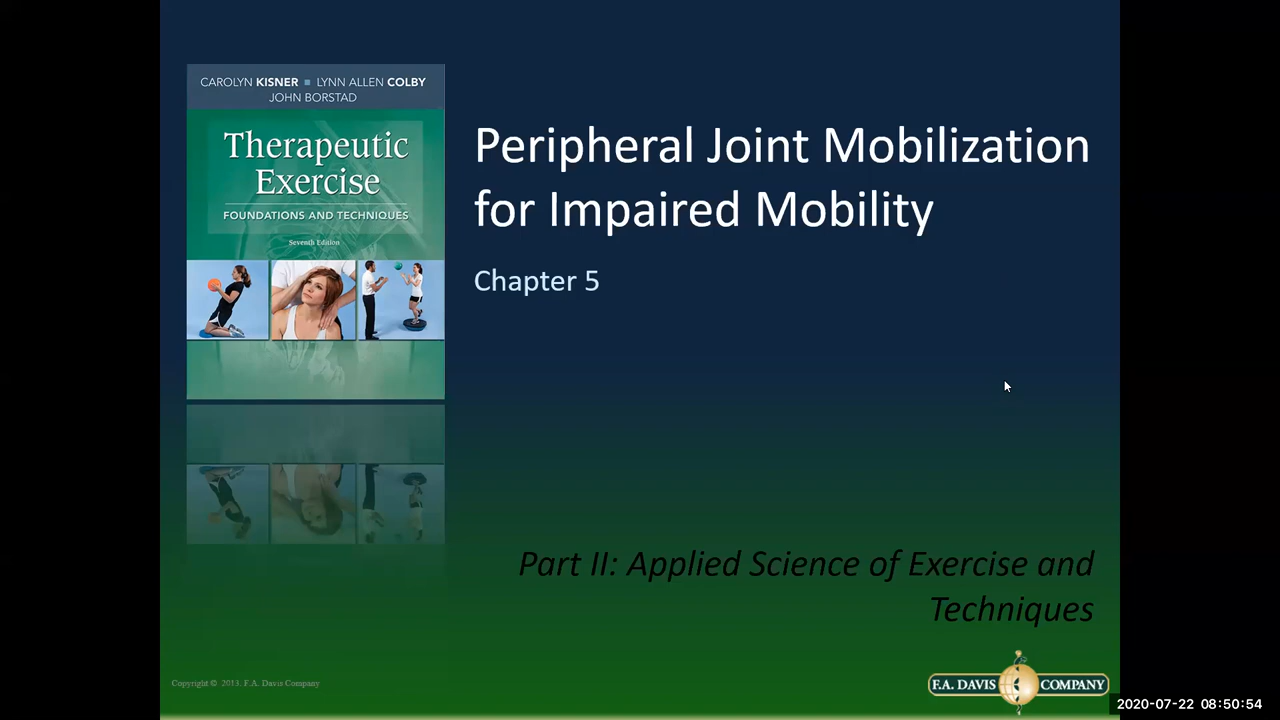 CAROLYN KISNER ■ LYNN ALLEN COLBY
JOHN BORSTAD
Therapeutic
Exercise
FOUNDATIONS AND TECHNIQUES
Seventh Edition
Peripheral Joint Mobilization
for Impaired Mobility
Chapter 5
Part II: Applied Science of Exercise and
Techniques
Copyright © 2013. F.A. Davis Company
F.A. DAVIS COMPANY
2020-07-22 08:50:54